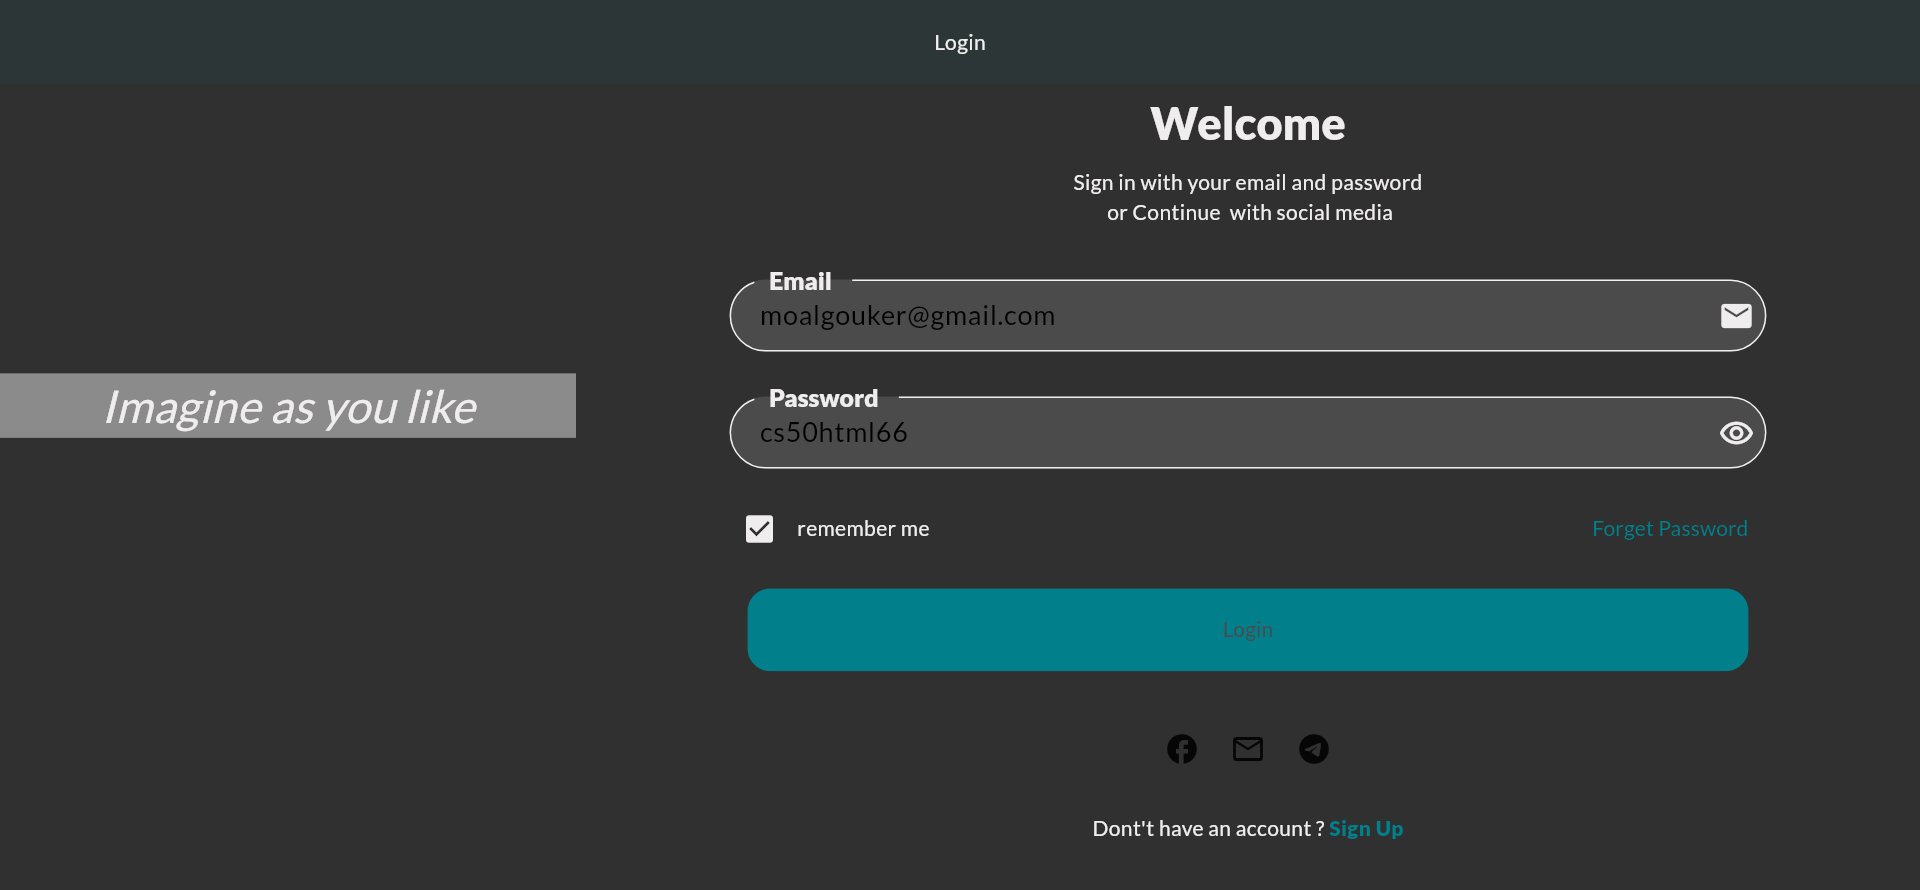 Login
Welcome
Sign in with your email and password
or Continue  with social media
Email
moalgouker@gmail.com
Imagine as you like
Password
cs50html66
remember me
Forget Password
Login
Dont't have an account ? Sign Up